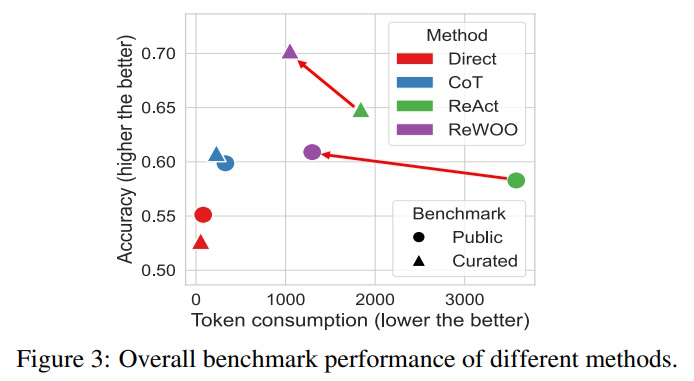 Accuracy (higher the better)
0.70
0.65
0.60
0.55
0.50
Method
Direct
CoT
ReAct
ReWOO
Benchmark
Public
Curated
0 1000 2000 3000
Token consumption (lower the better)
Figure 3: Overall benchmark performance of different methods.